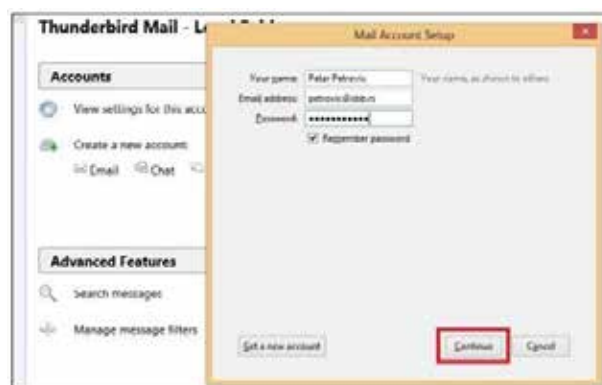 Thunderbird Mail - Lo
Accounts
View settings for this acco
Create a new account:
Email Chat
Advanced Features
Search messages
Manage message filters
Mail Account Setup
Your name: Petar Petrovic Your name, as shown to others
Email address:
Password: ••••••••••••
Remember password
Get a new account Continue Cancel